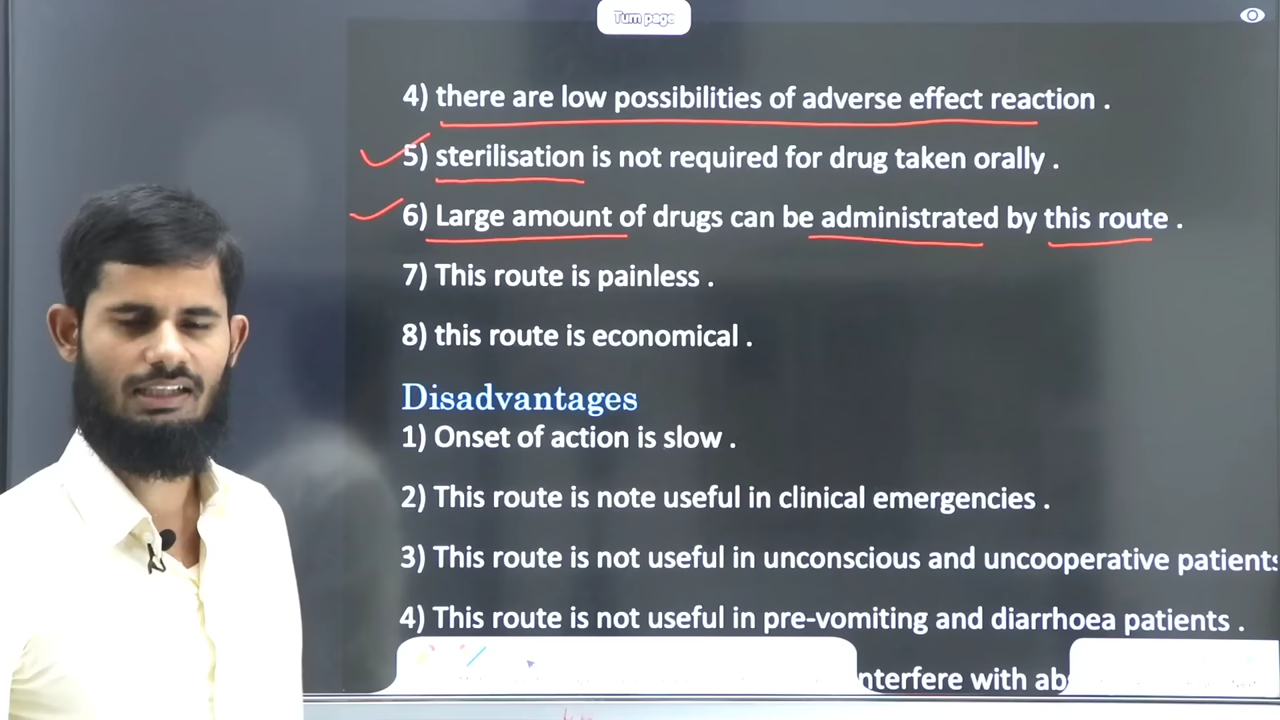 Turn page
4) there are low possibilities of adverse effect reaction .
5) sterilisation is not required for drug taken orally .
6) Large amount of drugs can be administrated by this route .
7) This route is painless .
8) this route is economical .
Disadvantages
1) Onset of action is slow .
2) This route is note useful in clinical emergencies .
3) This route is not useful in unconscious and uncooperative patients
4) This route is not useful in pre-vomiting and diarrhoea patients .
nterfere with ab